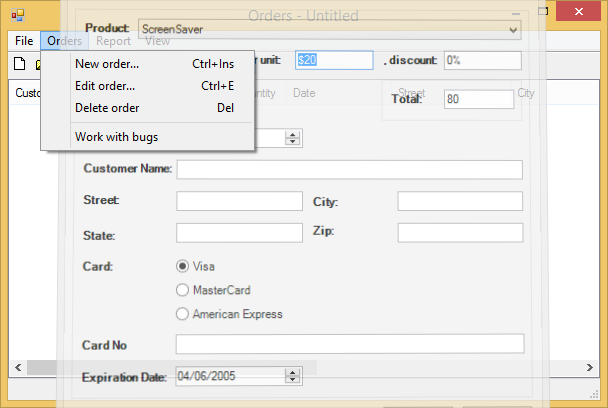 Orders - Untitled
Product: ScreenSaver
File Orders Report View
New order... Ctrl+Ins
unit: $20 . discount: 0%
Edit order... Ctrl+E
Date Street City
Delete order Del
Total: 80
Work with bugs
Customer Name:
Street: City:
State: Zip:
Card: Visa
MasterCard
American Express
Card No
Expiration Date: 04/06/2005